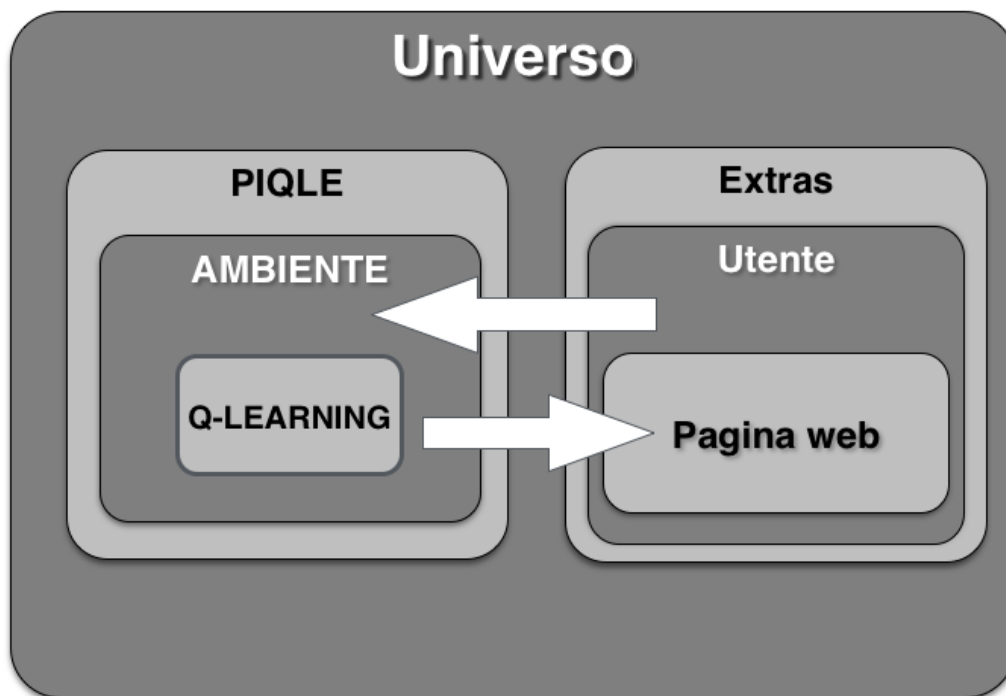 Universo
PIQLE
AMBIENTE
Q-LEARNING
Extras
Utente
Pagina web